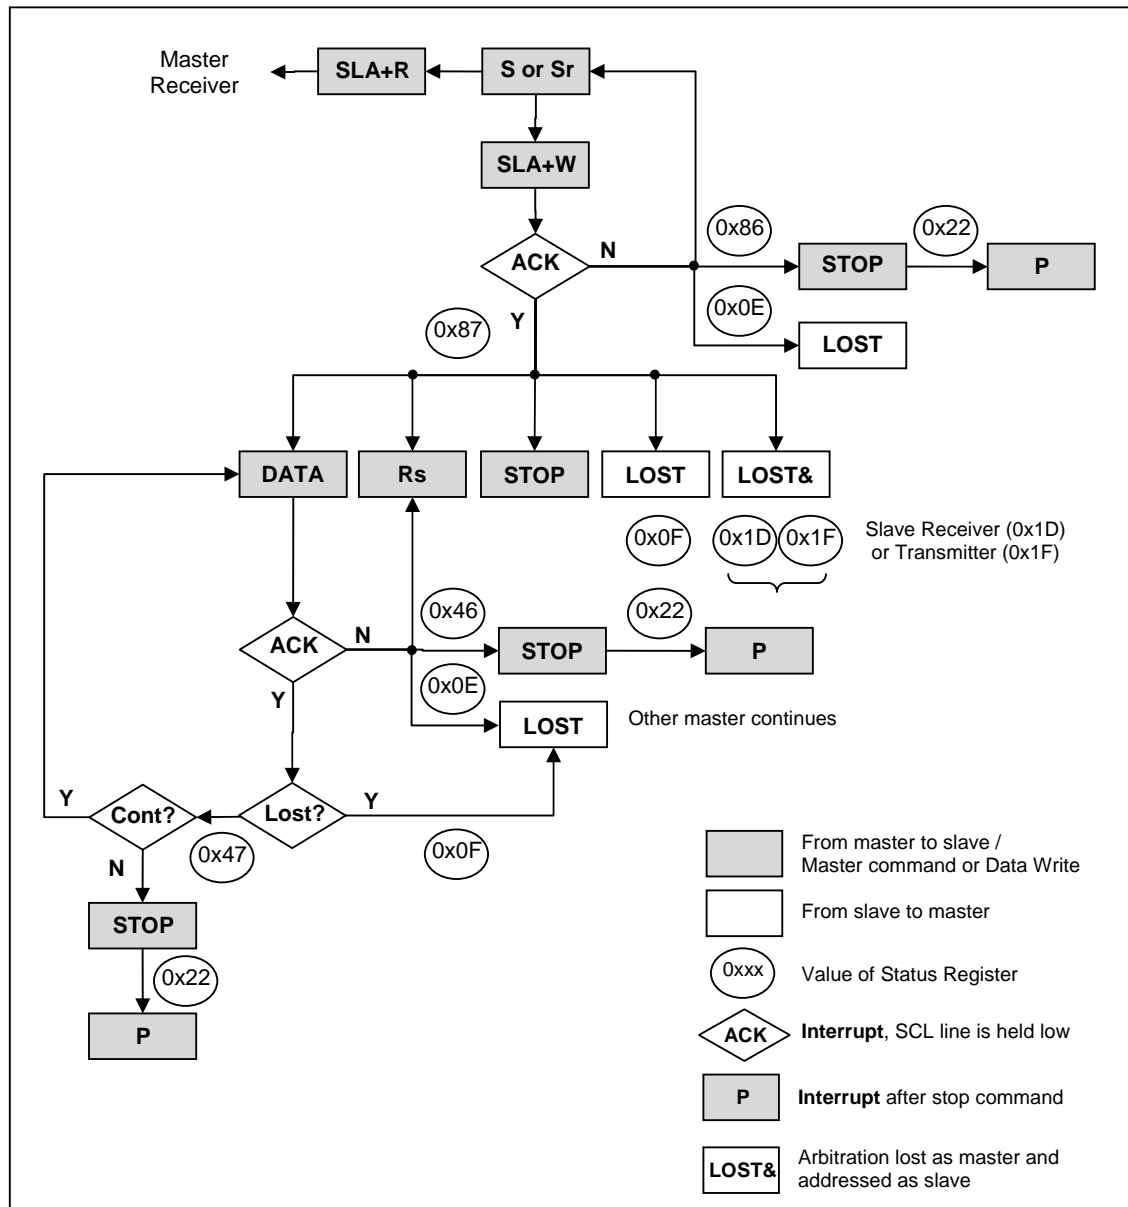 Master
Receiver
SLA+R
S or Sr
SLA+W
ACK
N
0x86
0x22
STOP
P
0x0E
LOST
Y
0x87
DATA
Rs
STOP
LOST
LOST&
0x0F
0x1D
0x1F
Slave Receiver (0x1D)
or Transmitter (0x1F)
ACK
N
0x46
0x22
STOP
P
0x0E
Y
LOST
Other master continues
Y
Cont?
Lost?
Y
0x47
0x0F
N
STOP
0x22
P
From master to slave /
Master command or Data Write
From slave to master
0xxx
Value of Status Register
ACK
Interrupt, SCL line is held low
P
Interrupt after stop command
LOST&
Arbitration lost as master and
addressed as slave